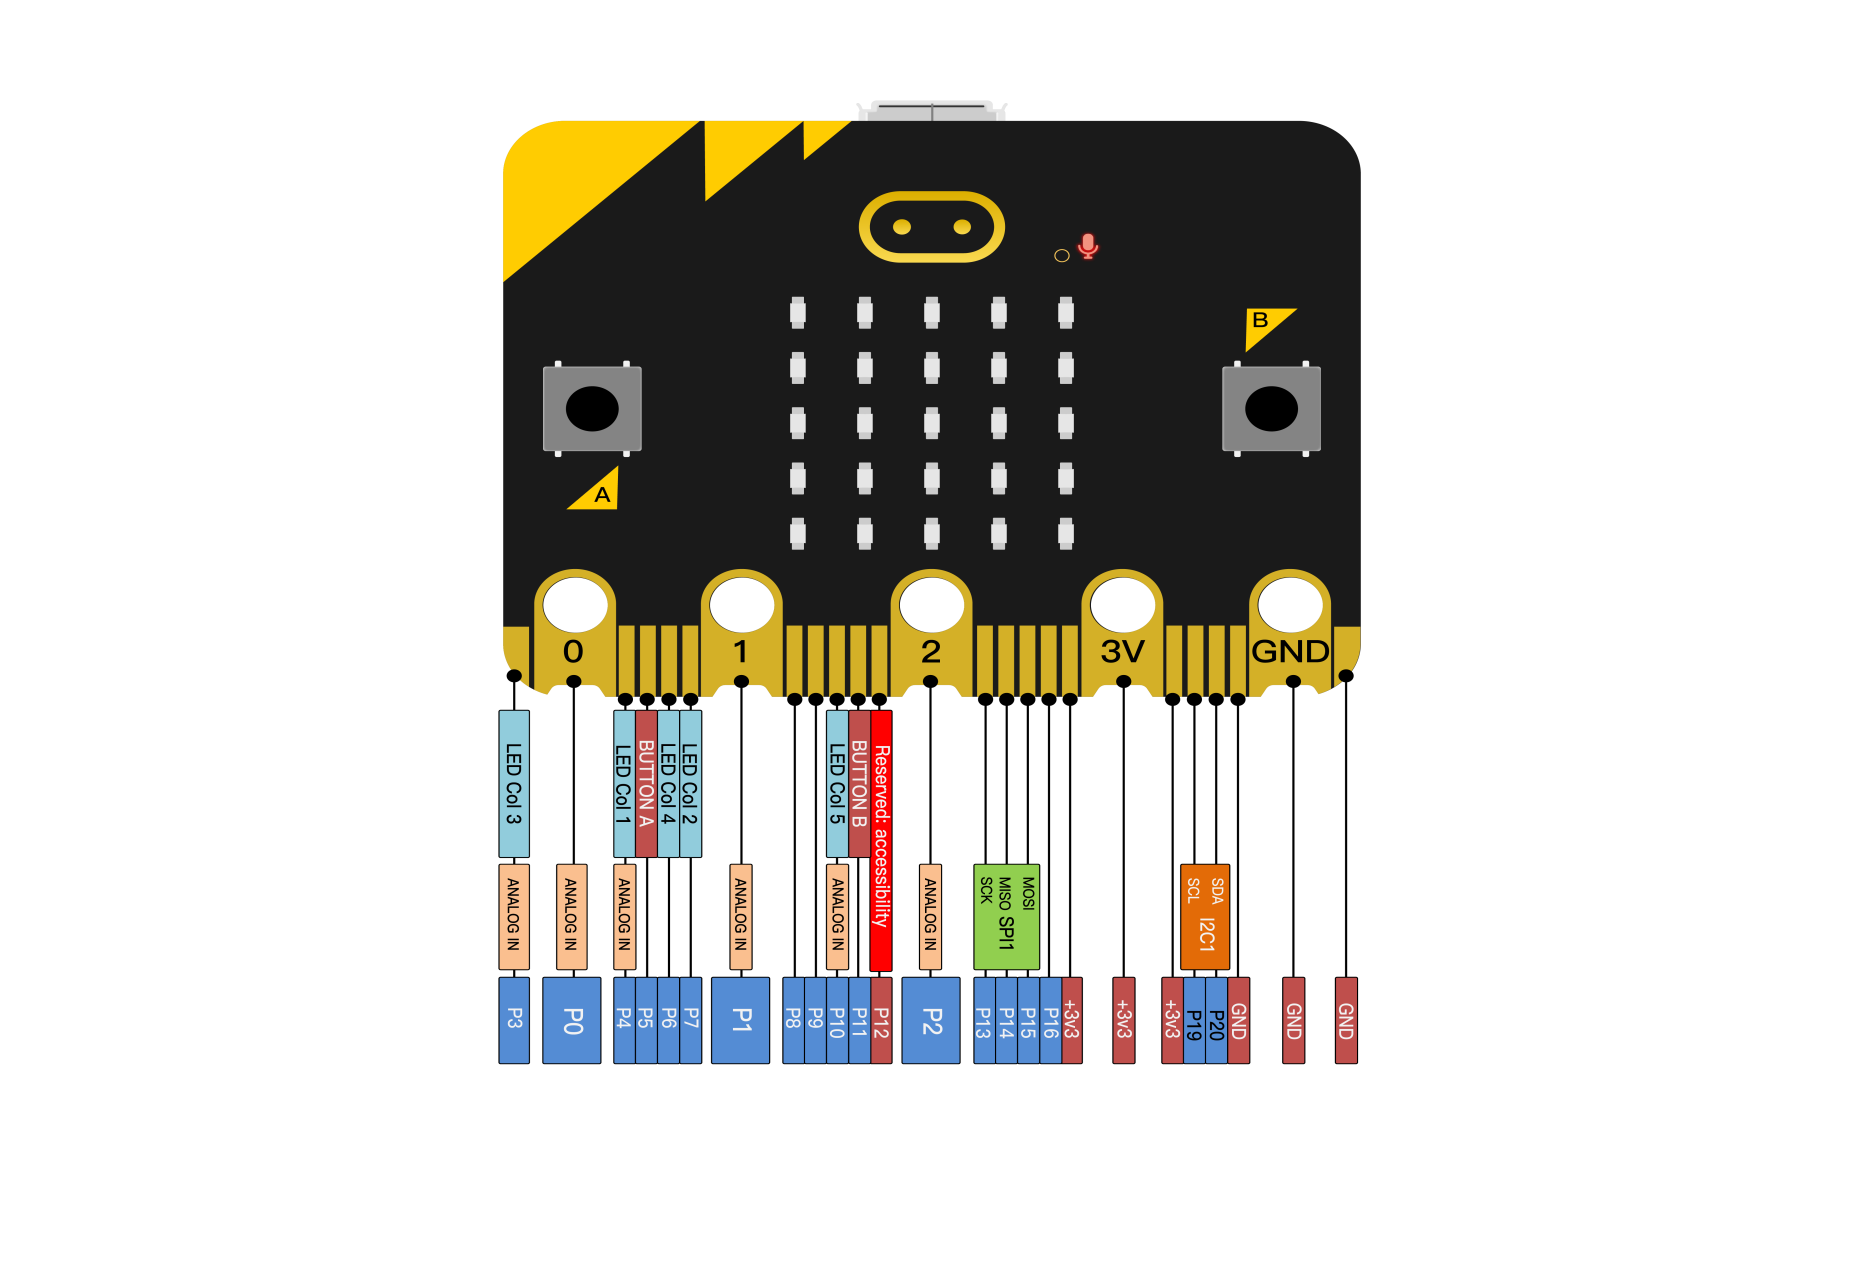 B
A
0
1
2
3V
GND
LED Col 3
LED Col 1
BUTTON A
LED Col 4
LED Col 2
LED Col 5
BUTTON B
Reserved: accessibility
ANALOG IN
ANALOG IN
ANALOG IN
ANALOG IN
ANALOG IN
ANALOG IN
SCK
MISO
MOSI
SPI1
SCL
SDA
I2C1
P3
P0
P4
P5
P6
P7
P1
P8
P9
P10
P11
P12
P2
P13
P14
P15
P16
+3v3
+3v3
+3v3
P19
P20
GND
GND
GND